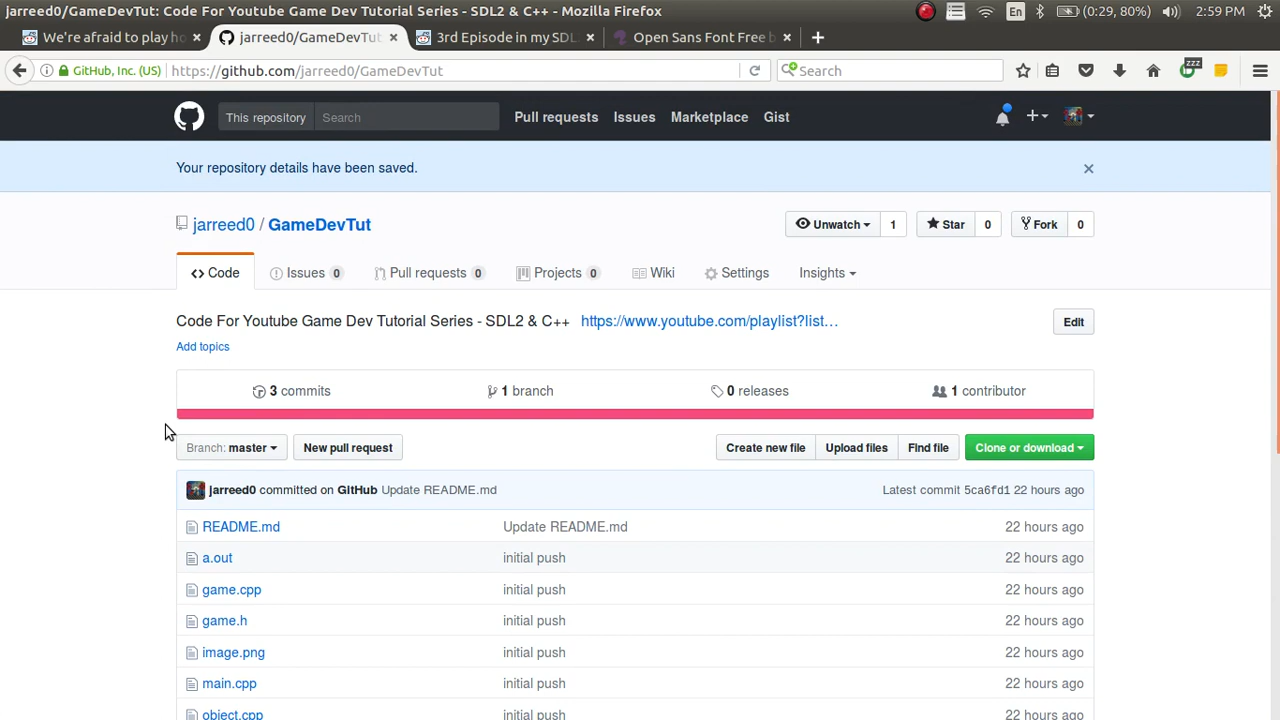 jarreed0/GameDevTut: Code For Youtube Game Dev Tutorial Series - SDL2 & C++ - Mozilla Firefox
En
(0:29, 80%)
2:59 PM
We're afraid to play ho
jarreed0/GameDevTut:
3rd Episode in my SDL
Open Sans Font Free b
GitHub, Inc. (US)
https://github.com/jarreed0/GameDevTut
Search
zzz
This repository
Search
Pull requests
Issues
Marketplace
Gist
Your repository details have been saved.
jarreed0 / GameDevTut
Unwatch
1
Star
0
Fork
0
Code
Issues 0
Pull requests 0
Projects 0
Wiki
Settings
Insights
Code For Youtube Game Dev Tutorial Series - SDL2 & C++ https://www.youtube.com/playlist?list…
Edit
Add topics
3 commits
1 branch
0 releases
1 contributor
Branch: master
New pull request
Create new file
Upload files
Find file
Clone or download
jarreed0 committed on GitHub Update README.md
Latest commit 5ca6fd1 22 hours ago
README.md
Update README.md
22 hours ago
a.out
initial push
22 hours ago
game.cpp
initial push
22 hours ago
game.h
initial push
22 hours ago
image.png
initial push
22 hours ago
main.cpp
initial push
22 hours ago
object.cpp
initial push
22 hours ago